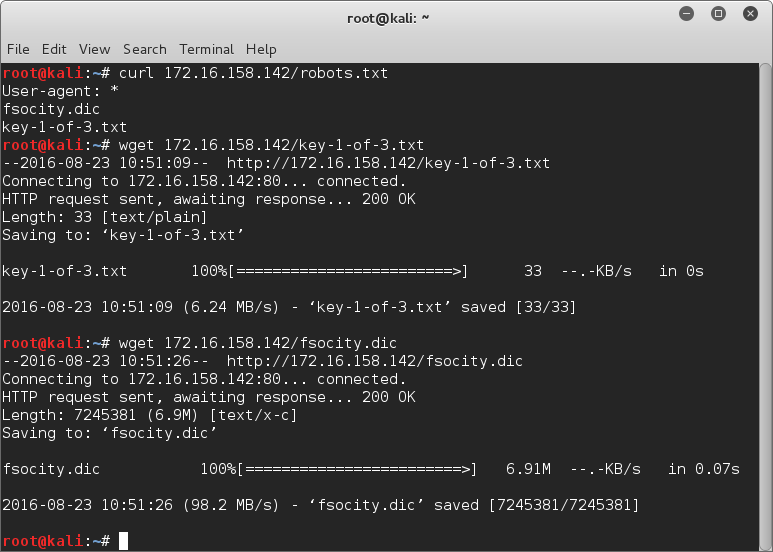 root@kali: ~
File Edit View Search Terminal Help
root@kali:~# curl 172.16.158.142/robots.txt
User-agent: *
fsocity.dic
key-1-of-3.txt
root@kali:~# wget 172.16.158.142/key-1-of-3.txt
--2016-08-23 10:51:09--  http://172.16.158.142/key-1-of-3.txt
Connecting to 172.16.158.142:80... connected.
HTTP request sent, awaiting response... 200 OK
Length: 33 [text/plain]
Saving to: ‘key-1-of-3.txt’
key-1-of-3.txt       100%[========================>]      33  --.-KB/s   in 0s
2016-08-23 10:51:09 (6.24 MB/s) - ‘key-1-of-3.txt’ saved [33/33]
root@kali:~# wget 172.16.158.142/fsocity.dic
--2016-08-23 10:51:26--  http://172.16.158.142/fsocity.dic
Connecting to 172.16.158.142:80... connected.
HTTP request sent, awaiting response... 200 OK
Length: 7245381 (6.9M) [text/x-c]
Saving to: ‘fsocity.dic’
fsocity.dic           100%[========================>]   6.91M  --.-KB/s   in 0.07s
2016-08-23 10:51:26 (98.2 MB/s) - ‘fsocity.dic’ saved [7245381/7245381]
root@kali:~#